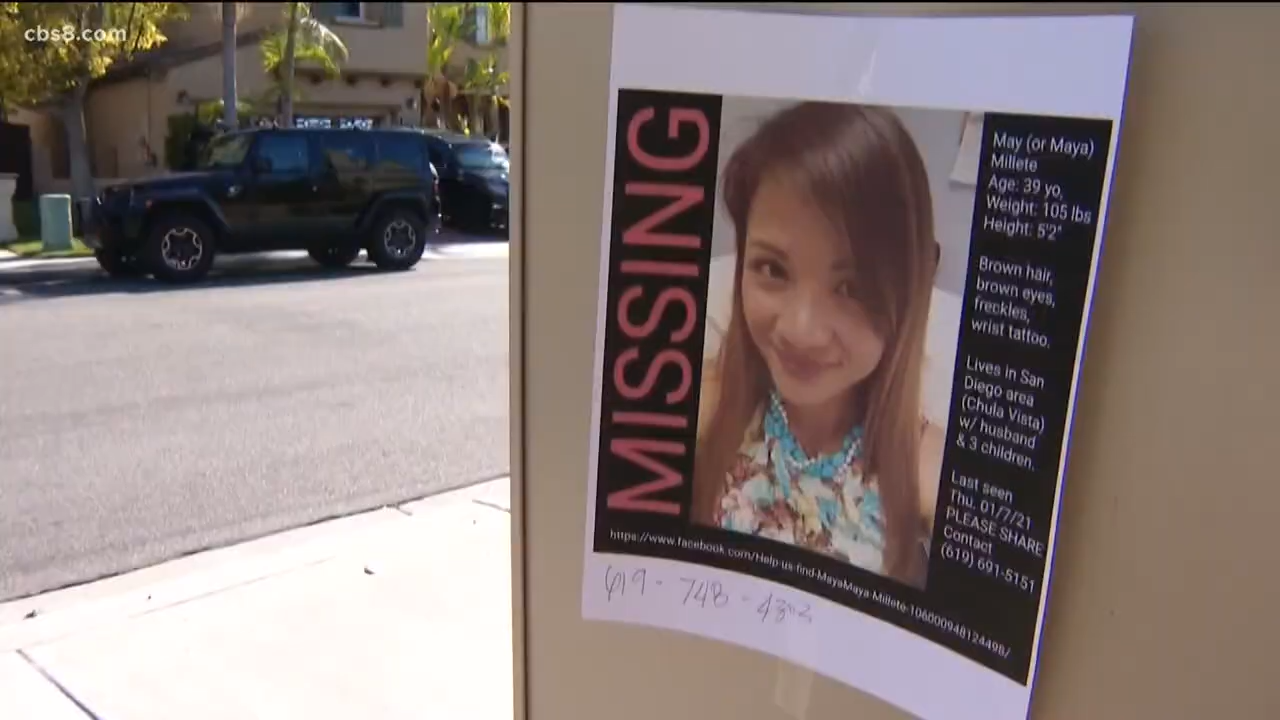 cbs8.com
MISSING
May (or Maya)
Millete
Age: 39 yo,
Weight: 105 lbs
Height: 5'2"
Brown hair,
brown eyes,
freckles,
wrist tattoo.
Lives in San
Diego area
(Chula Vista)
w/ husband
& 3 children.
Last seen
Thu. 01/7/21
PLEASE SHARE
Contact
(619) 691-5151
https://www.facebook.com/Help-us-find-MayaMaya-Millete-106000948124498/
619 - 748 -